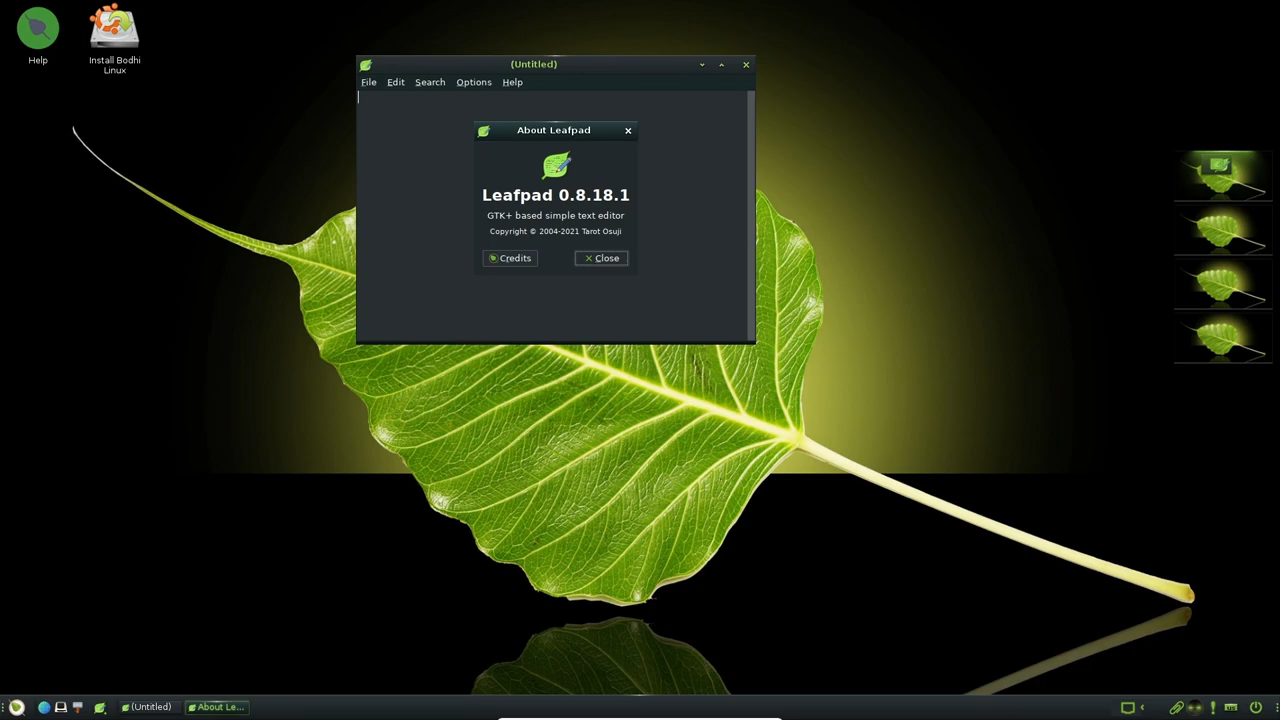 Help
Install Bodhi
Linux
(Untitled)
File Edit Search Options Help
About Leafpad
Leafpad 0.8.18.1
GTK+ based simple text editor
Copyright © 2004-2021 Tarot Osuji
Credits Close
(Untitled) About Le...